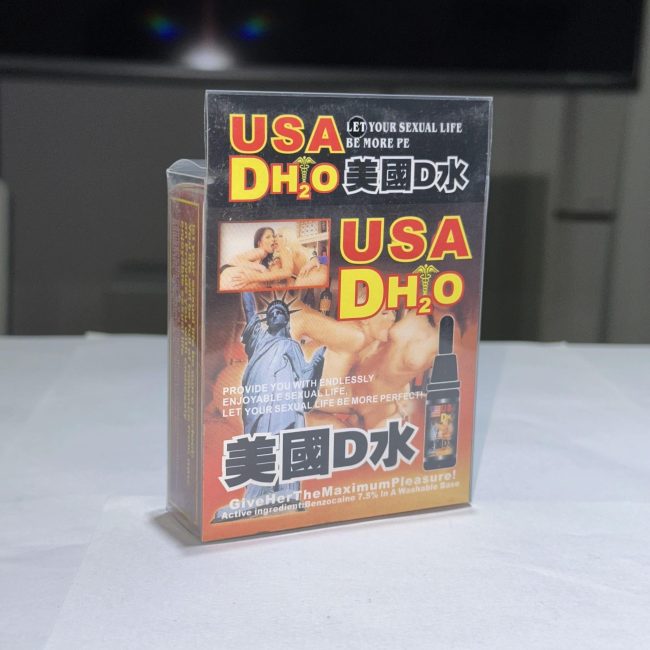 USA
LET YOUR SEXUAL LIFE
BE MORE PE
DH2O 美國D水
USA
DH2O
PROVIDE YOU WITH ENDLESSLY
ENJOYABLE SEXUAL LIFE,
LET YOUR SEXUAL LIFE BE MORE PERFECT!
USA
DH2O
美國D水
GiveHerTheMaximumPleasure!
Active ingredient:Benzocaine 7.5% In A Washable Base